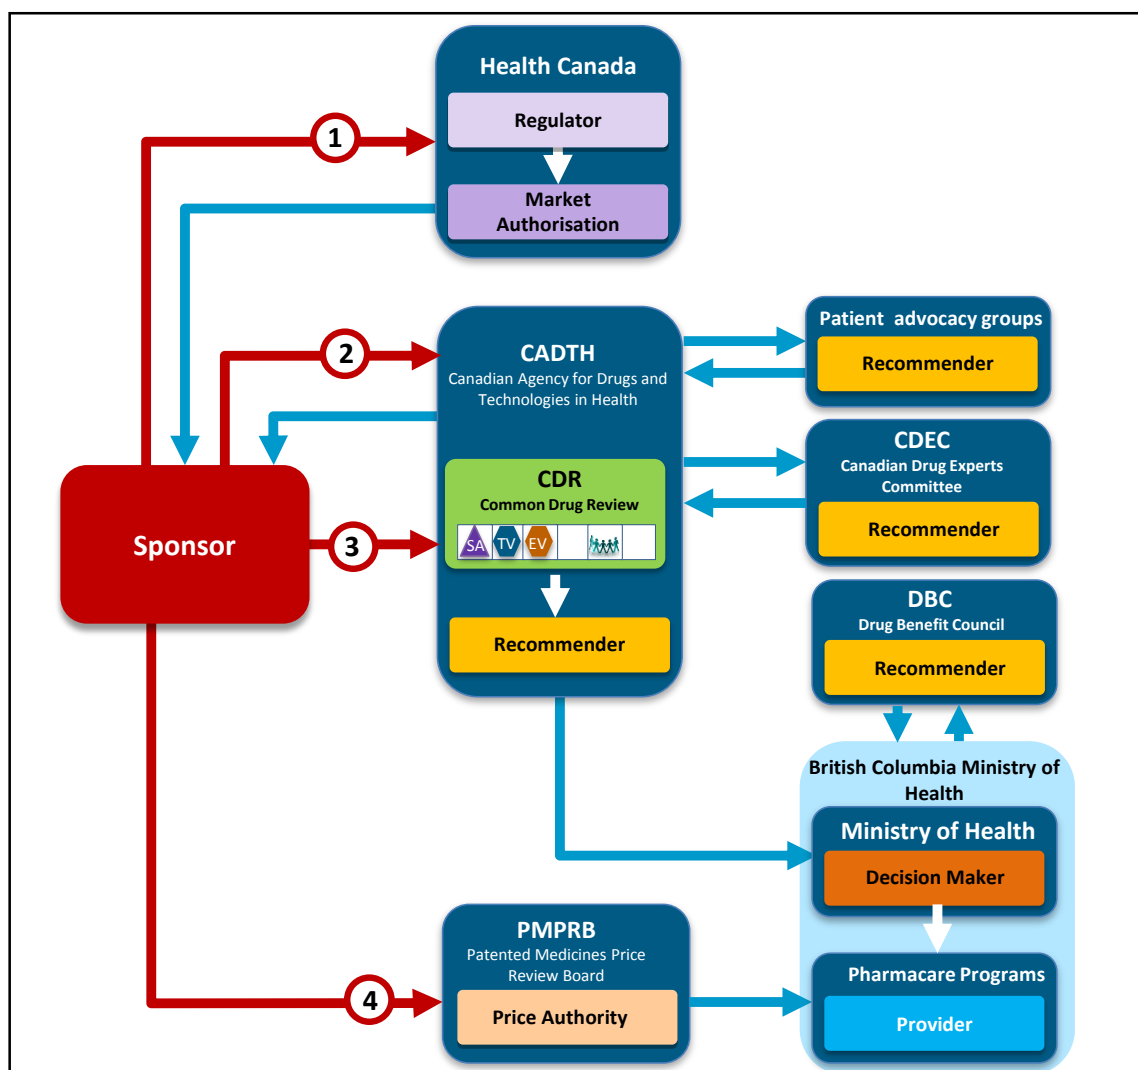 Health Canada
Regulator
1
Market
Authorisation
Patient advocacy groups
Recommender
2
CADTH
Canadian Agency for Drugs and
Technologies in Health
CDEC
Canadian Drug Experts
Committee
Recommender
CDR
Common Drug Review
SA TV EV
Sponsor
3
Recommender
DBC
Drug Benefit Council
Recommender
British Columbia Ministry of
Health
Ministry of Health
Decision Maker
PMPRB
Patented Medicines Price
Review Board
Price Authority
4
Pharmacare Programs
Provider